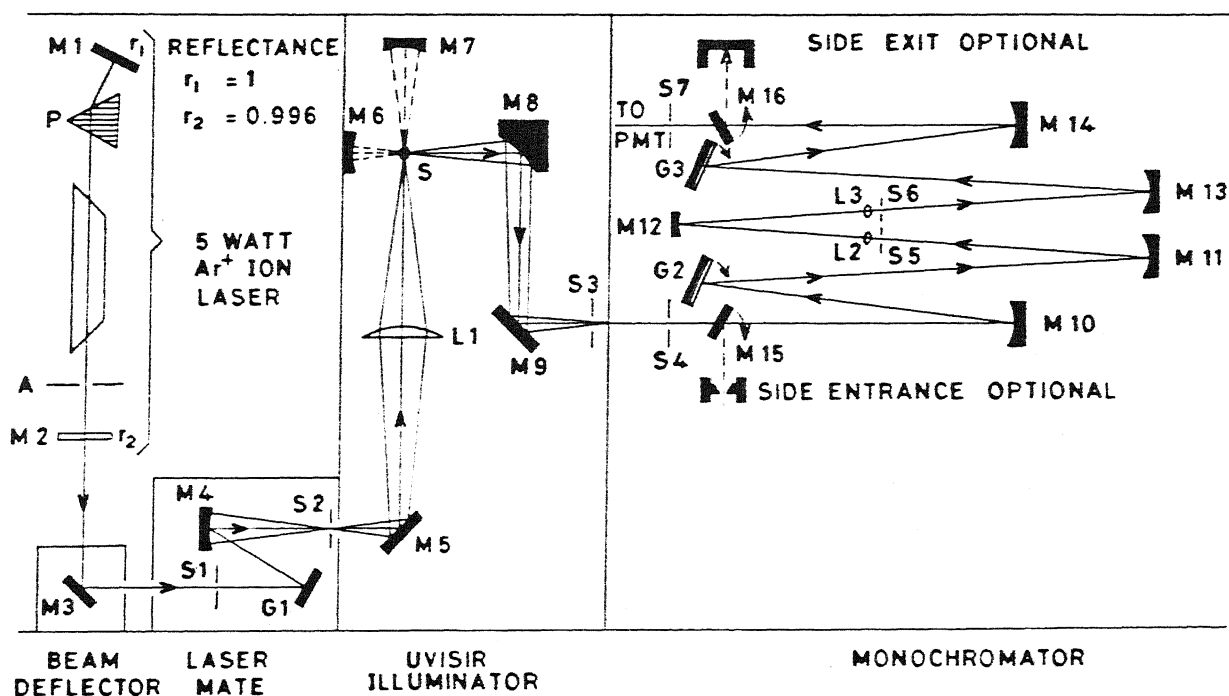 M1
r1
REFLECTANCE
r1 = 1
r2 = 0.996
P
5 WATT
Ar+ ION
LASER
A
M2
r2
M3
M4
S1
S2
G1
M5
M7
M6
M8
S
L1
M9
S3
SIDE EXIT OPTIONAL
S7
M16
TO
PMT
G3
M14
M13
L3
S6
M12
L2
S5
M11
G2
M10
S4
M15
SIDE ENTRANCE OPTIONAL
BEAM
DEFLECTOR
LASER
MATE
UVISIR
ILLUMINATOR
MONOCHROMATOR